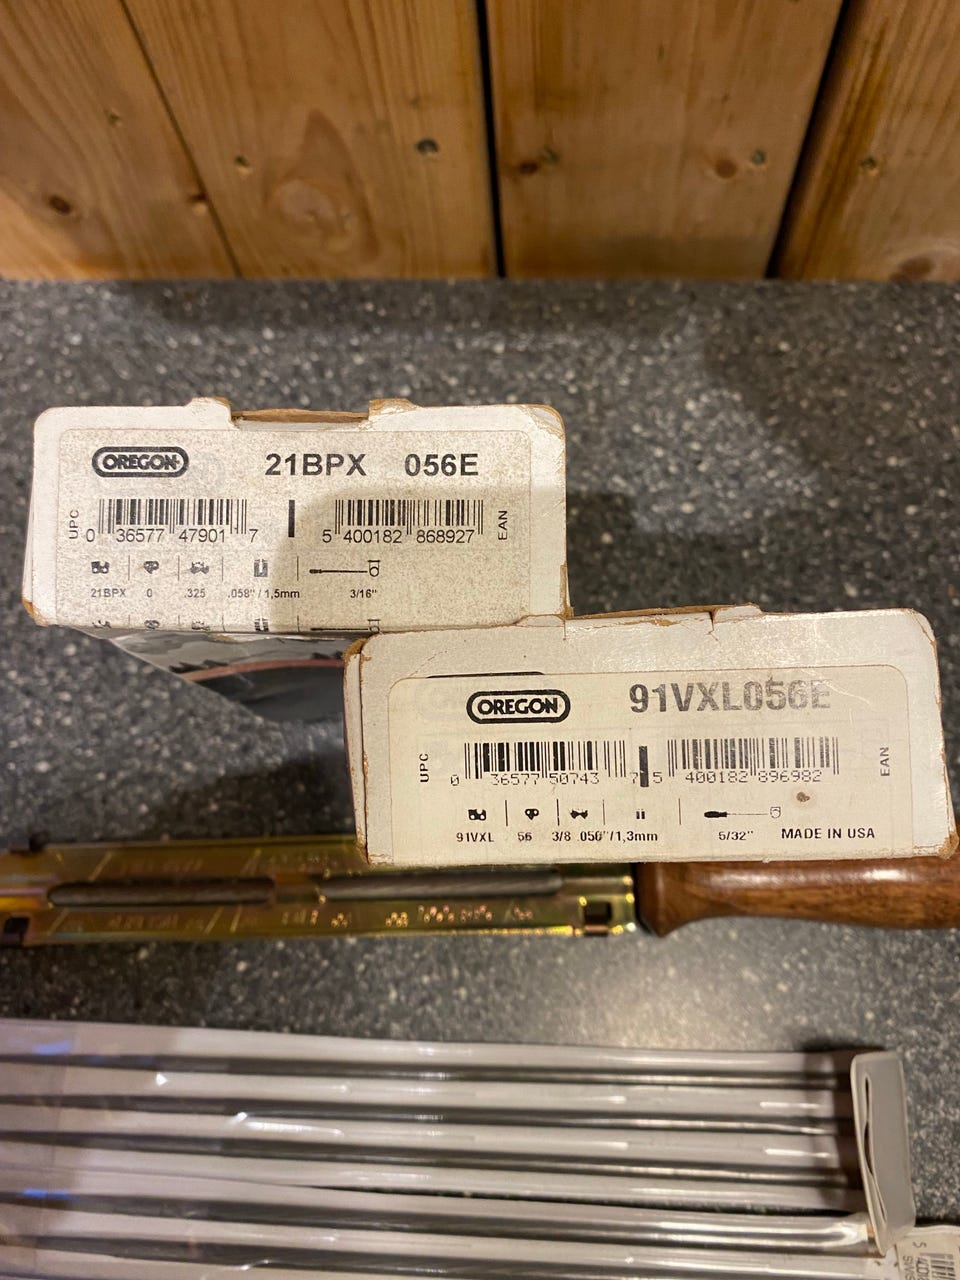 OREGON 21BPX 056E
UPC 0 36577 47901 7 5 400182 868927 EAN
21BPX 0 .325 .058"/1,5mm 3/16"
OREGON 91VXL056E
UPC 0 36577 50743 7 5 400182 896982 EAN
91VXL 56 3/8 .050"/1,3mm 5/32" MADE IN USA